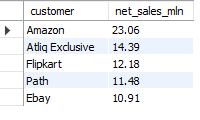 customer net_sales_mln
Amazon 23.06
Atliq Exclusive 14.39
Flipkart 12.18
Path 11.48
Ebay 10.91